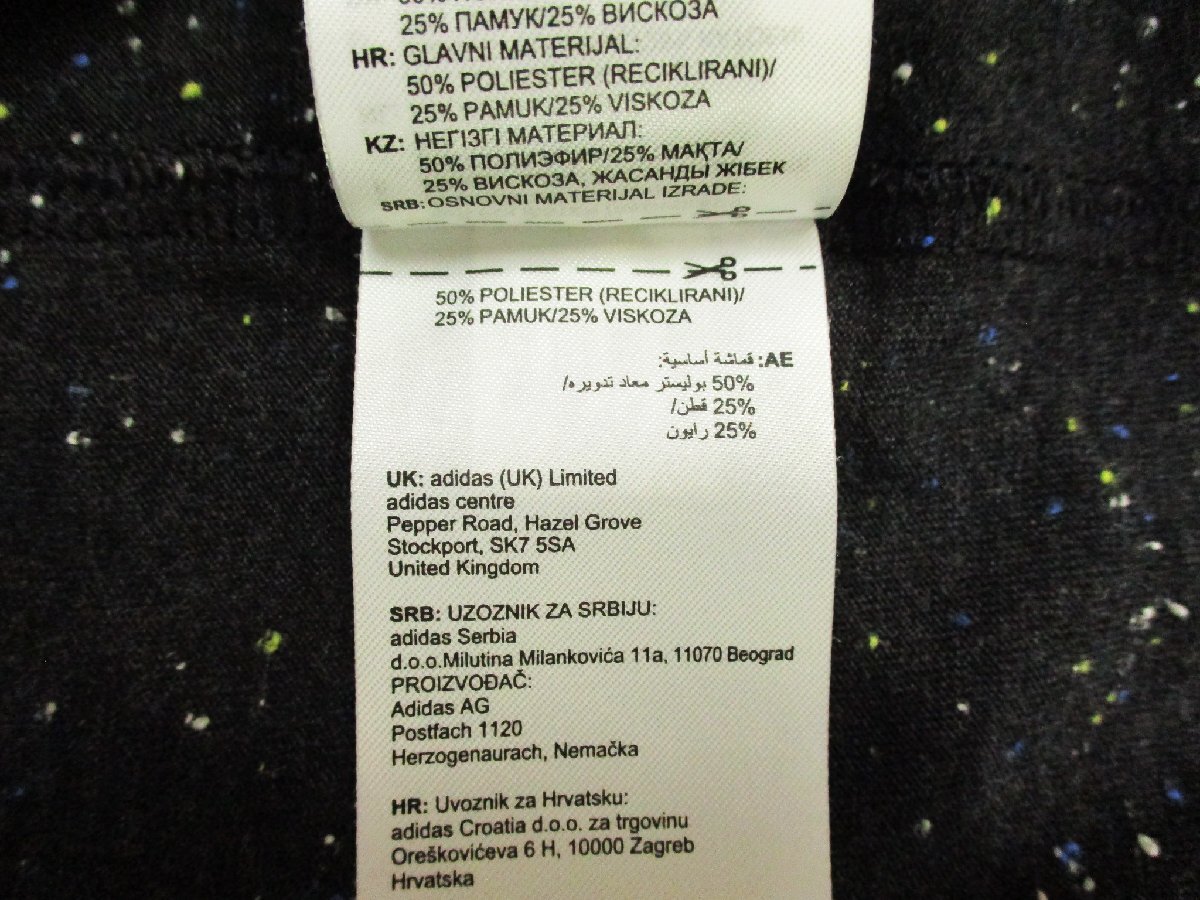 25% ПАМУК/25% ВИСКОЗА
HR: GLAVNI MATERIJAL:
50% POLIESTER (RECIKLIRANI)/
25% PAMUK/25% VISKOZA
KZ: НЕГІЗГІ МАТЕРИАЛ:
50% ПОЛИЭФИР/25% МАҚТА/
25% ВИСКОЗА, ЖАСАНДЫ ЖІБЕК
SRB: OSNOVNI MATERIJAL IZRADE:
50% POLIESTER (RECIKLIRANI)/
25% PAMUK/25% VISKOZA
AE: قماشة أساسية:
50% بوليستر معاد تدويره/
25% قطن/
25% رايون
UK: adidas (UK) Limited
adidas centre
Pepper Road, Hazel Grove
Stockport, SK7 5SA
United Kingdom
SRB: UZOZNIK ZA SRBIJU:
adidas Serbia
d.o.o.Milutina Milankovića 11a, 11070 Beograd
PROIZVOĐAČ:
Adidas AG
Postfach 1120
Herzogenaurach, Nemačka
HR: Uvoznik za Hrvatsku:
adidas Croatia d.o.o. za trgovinu
Oreškovićeva 6 H, 10000 Zagreb
Hrvatska